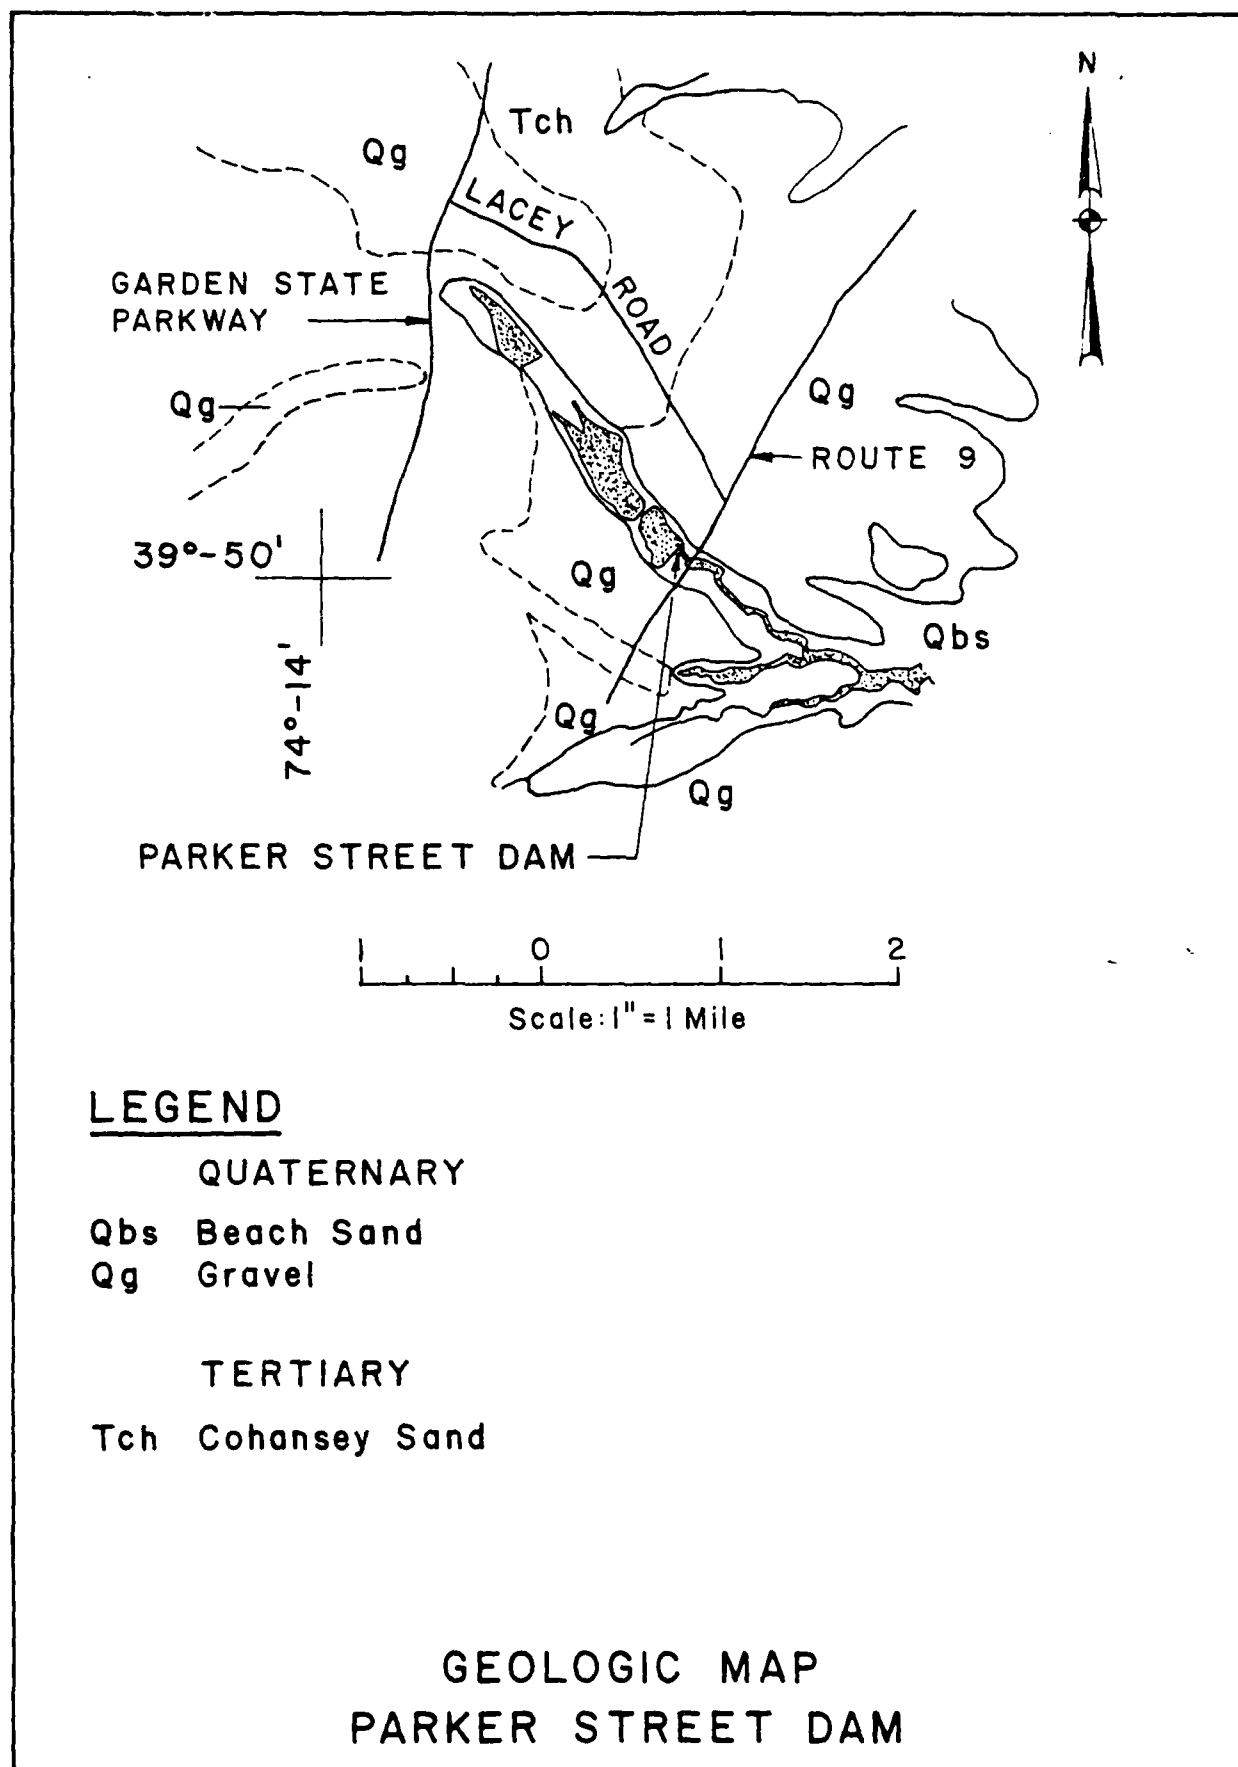 N
Tch
Qg
LACEY ROAD
GARDEN STATE
PARKWAY
Qg
Qg
ROUTE 9
39°-50'
Qg
Qbs
74°-14'
Qg
Qg
PARKER STREET DAM
1 0 1 2
Scale: 1" = 1 Mile
LEGEND
QUATERNARY
Qbs Beach Sand
Qg Gravel
TERTIARY
Tch Cohansey Sand
GEOLOGIC MAP
PARKER STREET DAM